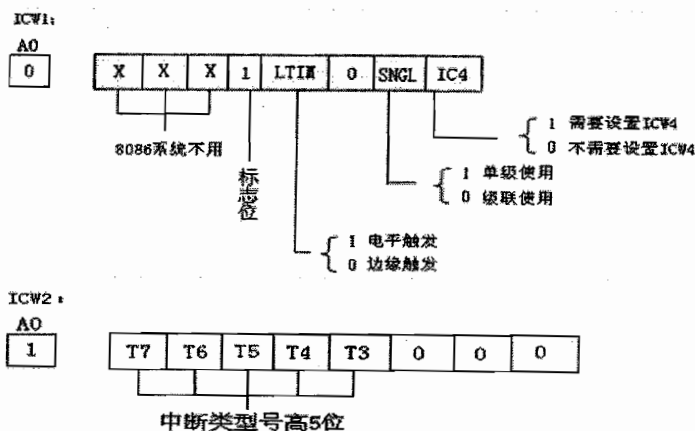 ICW1:
A0
0
X X X 1 LTIM 0 SNGL IC4
8086系统不用
标志位
1 需要设置ICW4
0 不需要设置ICW4
1 单级使用
0 级联使用
1 电平触发
0 边缘触发
ICW2:
A0
1
T7 T6 T5 T4 T3 0 0 0
中断类型号高5位